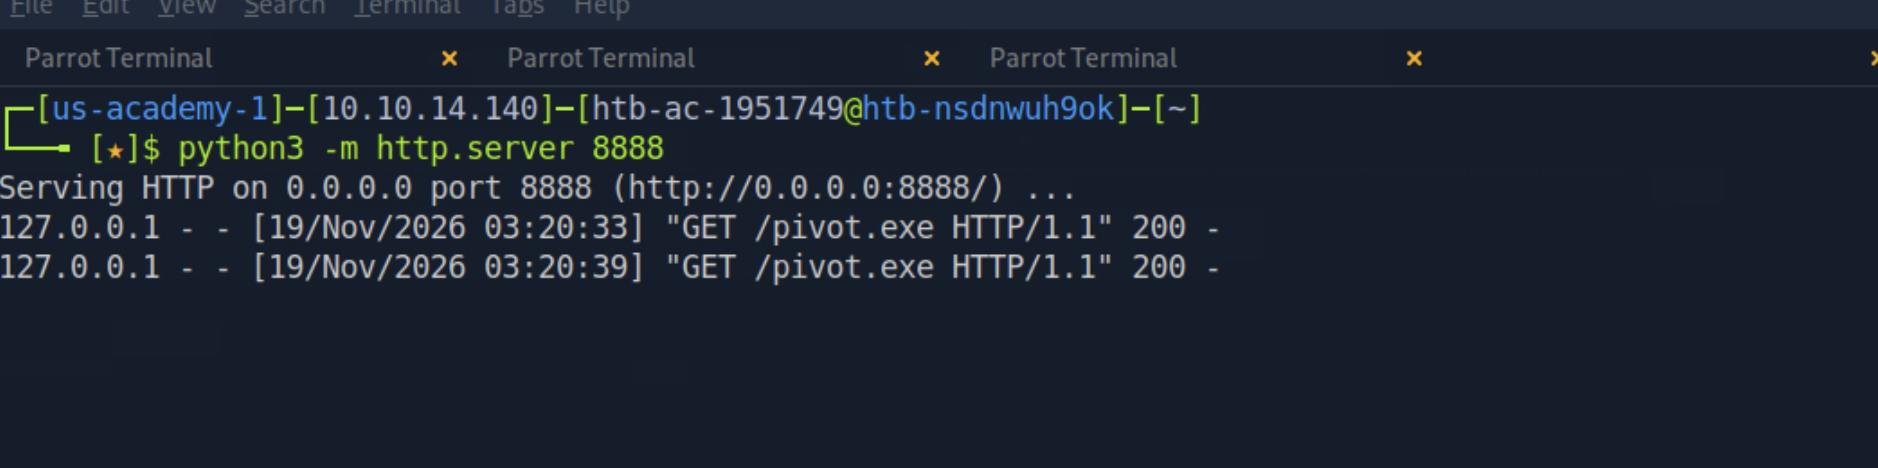 File Edit View Search Terminal Tabs Help
Parrot Terminal × Parrot Terminal × Parrot Terminal ×
┌─[us-academy-1]─[10.10.14.140]─[htb-ac-1951749@htb-nsdnwuh9ok]─[~]
└──╼ [★]$ python3 -m http.server 8888
Serving HTTP on 0.0.0.0 port 8888 (http://0.0.0.0:8888/) ...
127.0.0.1 - - [19/Nov/2026 03:20:33] "GET /pivot.exe HTTP/1.1" 200 -
127.0.0.1 - - [19/Nov/2026 03:20:39] "GET /pivot.exe HTTP/1.1" 200 -